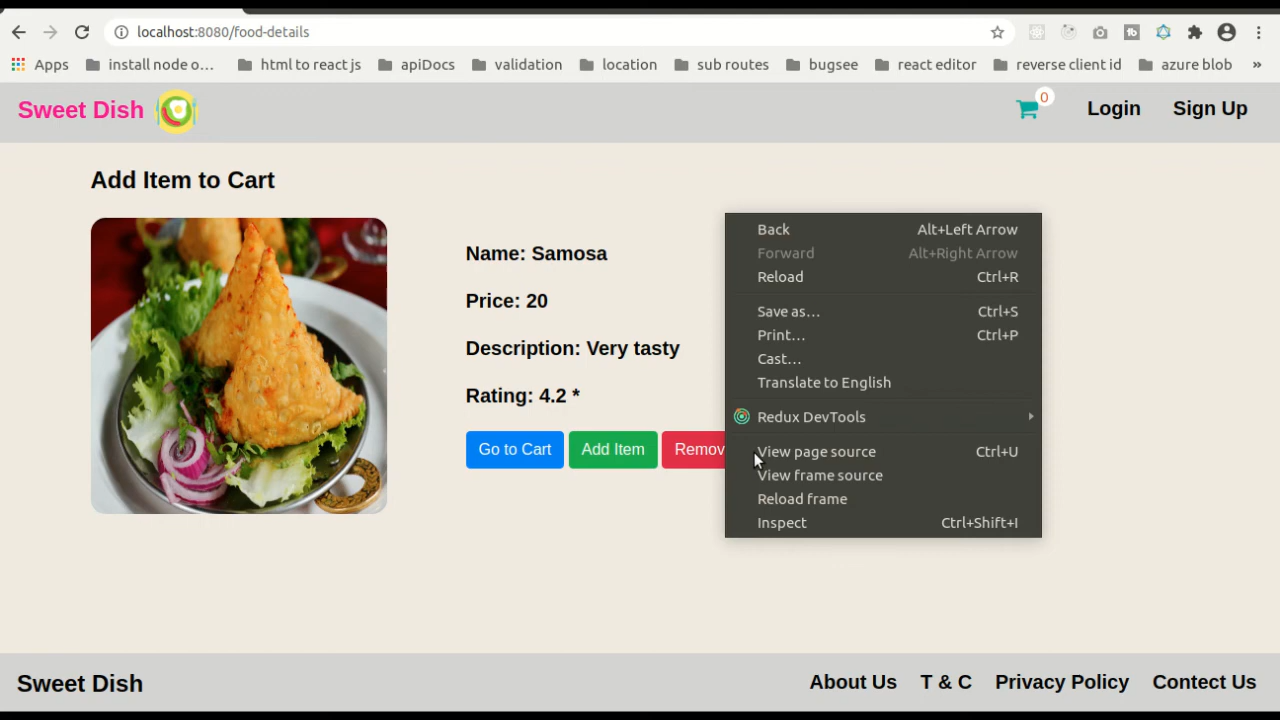 localhost:8080/food-details
Apps install node o... html to react js apiDocs validation location sub routes bugsee react editor reverse client id azure blob »
Sweet Dish 0 Login Sign Up
Add Item to Cart
Name: Samosa
Price: 20
Description: Very tasty
Rating: 4.2 *
Go to Cart Add Item Remov
Back Alt+Left Arrow
Forward Alt+Right Arrow
Reload Ctrl+R
Save as... Ctrl+S
Print... Ctrl+P
Cast...
Translate to English
Redux DevTools
View page source Ctrl+U
View frame source
Reload frame
Inspect Ctrl+Shift+I
Sweet Dish About Us T & C Privacy Policy Contect Us